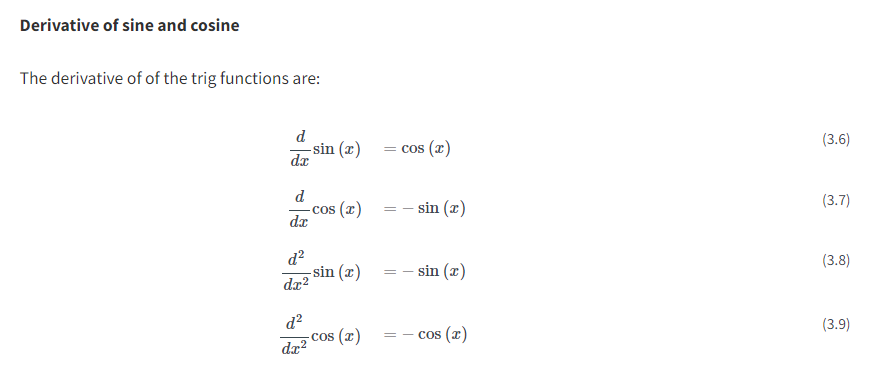 Derivative of sine and cosine
The derivative of of the trig functions are:
d/dx sin (x) = cos (x) (3.6)
d/dx cos (x) = − sin (x) (3.7)
d²/dx² sin (x) = − sin (x) (3.8)
d²/dx² cos (x) = − cos (x) (3.9)